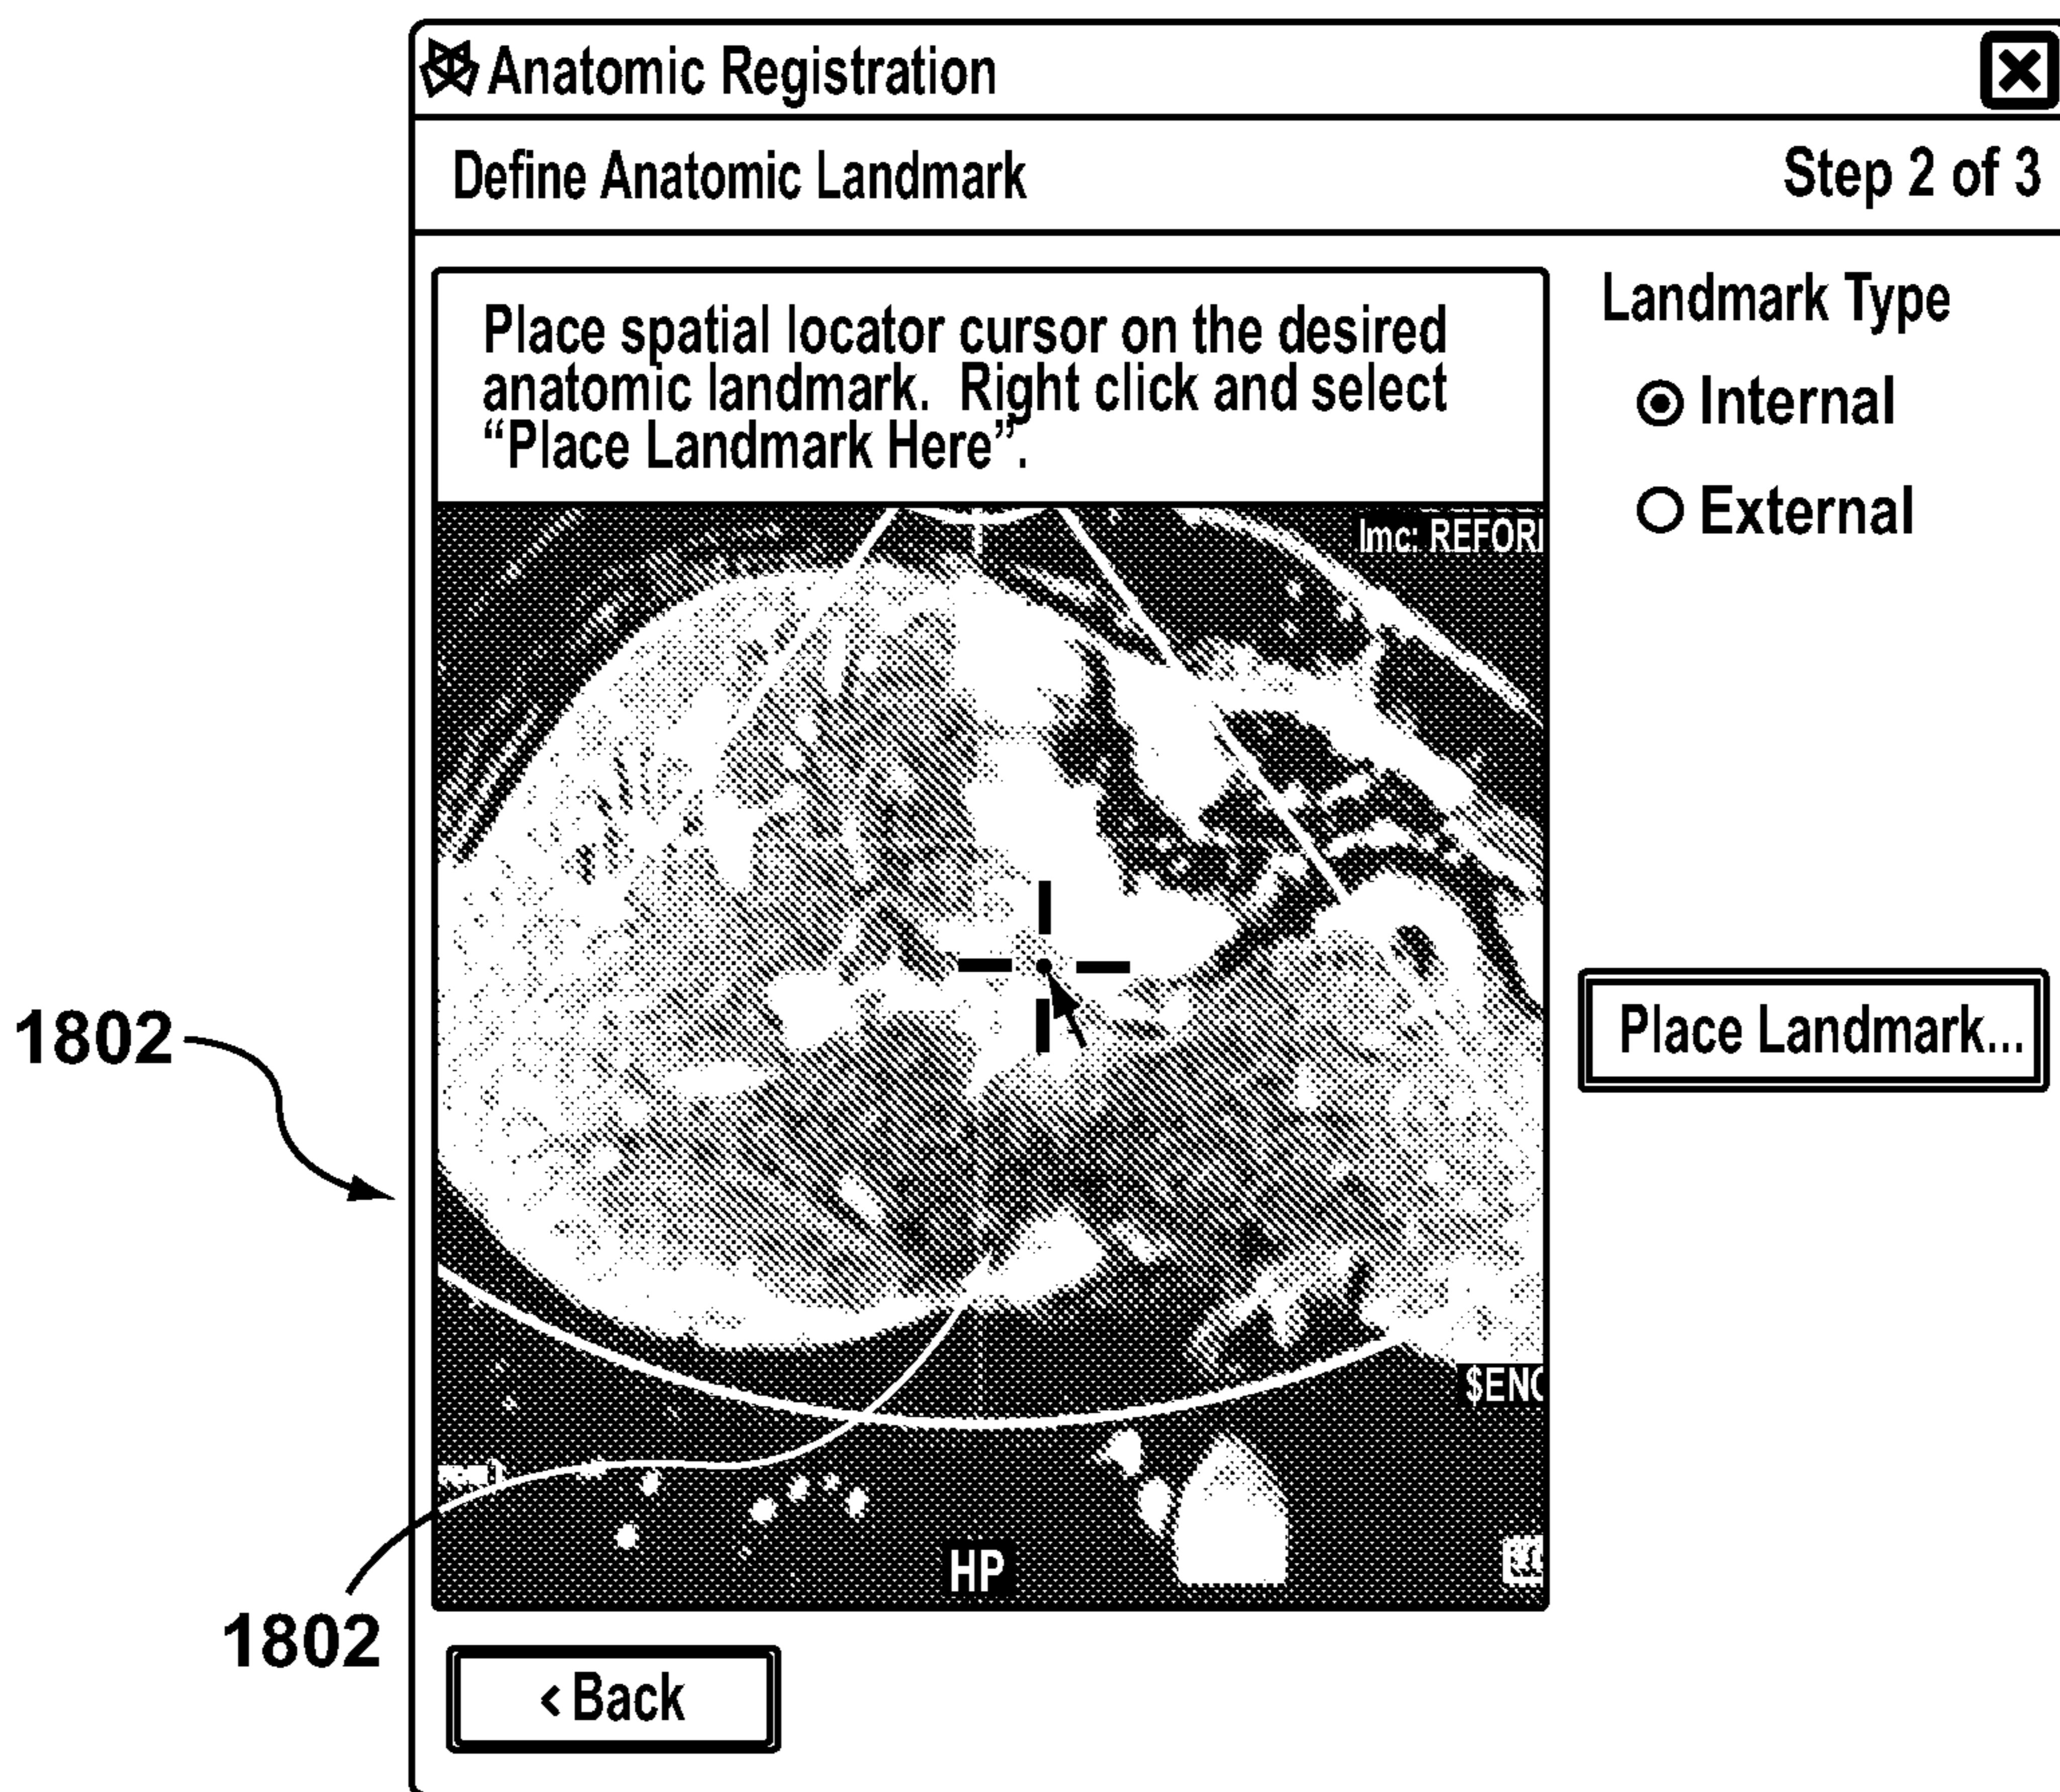 Anatomic Registration
Define Anatomic Landmark
Step 2 of 3
Place spatial locator cursor on the desired
anatomic landmark. Right click and select
“Place Landmark Here”.
Landmark Type
Internal
External
Imc: REFORI
1802
Place Landmark...
$ENC
HP
1802
< Back